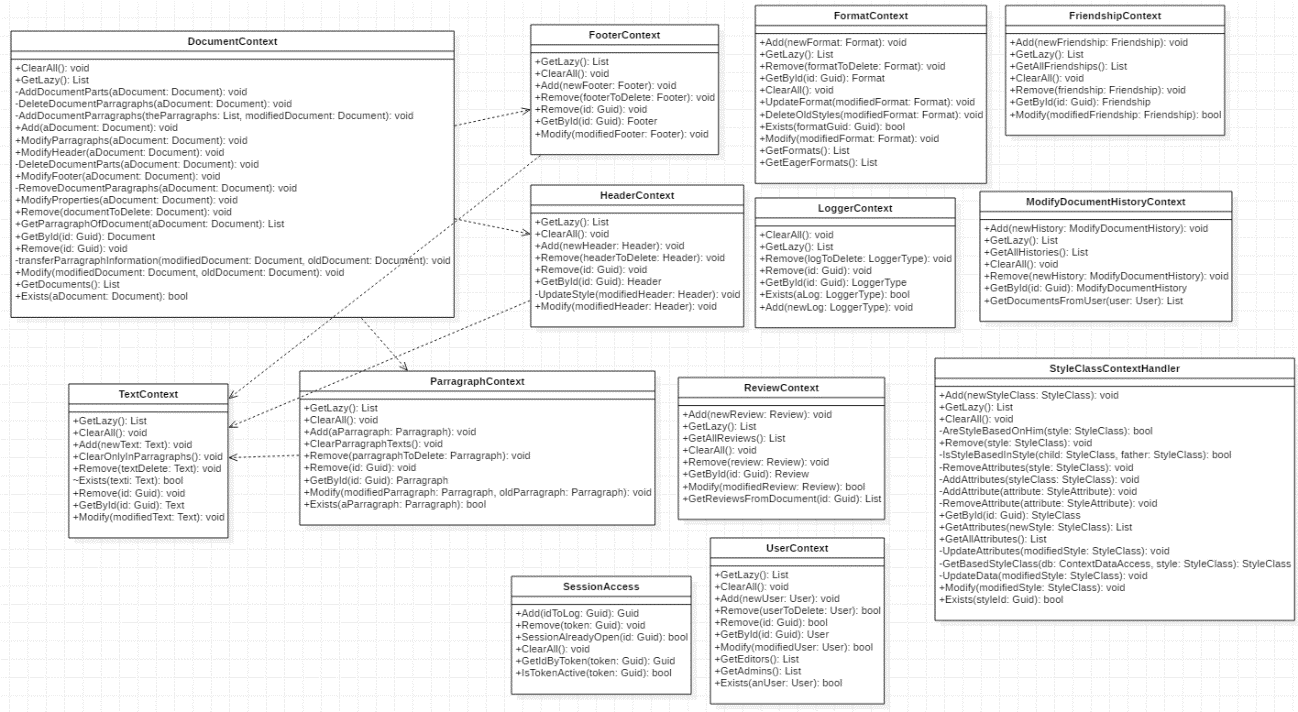 DocumentContext
+ClearAll(): void
+GetLazy(): List
-AddDocumentParts(aDocument: Document): void
-DeleteDocumentParragraphs(aDocument: Document): void
-AddDocumentParagraphs(theParragraphs: List, modifiedDocument: Document): void
+Add(aDocument: Document): void
+ModifyParragraphs(aDocument: Document): void
+ModifyHeader(aDocument: Document): void
-DeleteDocumentParts(aDocument: Document): void
+ModifyFooter(aDocument: Document): void
-RemoveDocumentParagraphs(aDocument: Document): void
+ModifyProperties(aDocument: Document): void
+Remove(documentToDelete: Document): void
+GetParragraphOfDocument(aDocument: Document): List
+GetById(id: Guid): Document
+Remove(id: Guid): void
-transferParragraphInformation(modifiedDocument: Document, oldDocument: Document): void
+Modify(modifiedDocument: Document, oldDocument: Document): void
+GetDocuments(): List
+Exists(aDocument: Document): bool
FooterContext
+GetLazy(): List
+ClearAll(): void
+Add(newFooter: Footer): void
+Remove(footerToDelete: Footer): void
+Remove(id: Guid): void
+GetById(id: Guid): Footer
+Modify(modifiedFooter: Footer): void
FormatContext
+Add(newFormat: Format): void
+GetLazy(): List
+Remove(formatToDelete: Format): void
+GetById(id: Guid): Format
+ClearAll(): void
+UpdateFormat(modifiedFormat: Format): void
+DeleteOldStyles(modifiedFormat: Format): void
+Exists(formatGuid: Guid): bool
+Modify(modifiedFormat: Format): void
+GetFormats(): List
+GetEagerFormats(): List
FriendshipContext
+Add(newFriendship: Friendship): void
+GetLazy(): List
+GetAllFriendships(): List
+ClearAll(): void
+Remove(friendship: Friendship): void
+GetById(id: Guid): Friendship
+Modify(modifiedFriendship: Friendship): bool
HeaderContext
+GetLazy(): List
+ClearAll(): void
+Add(newHeader: Header): void
+Remove(headerToDelete: Header): void
+Remove(id: Guid): void
+GetById(id: Guid): Header
-UpdateStyle(modifiedHeader: Header): void
+Modify(modifiedHeader: Header): void
LoggerContext
+ClearAll(): void
+GetLazy(): List
+Remove(logToDelete: LoggerType): void
+Remove(id: Guid): void
+GetById(id: Guid): LoggerType
+Exists(aLog: LoggerType): bool
+Add(newLog: LoggerType): void
ModifyDocumentHistoryContext
+Add(newHistory: ModifyDocumentHistory): void
+GetLazy(): List
+GetAllHistories(): List
+ClearAll(): void
+Remove(newHistory: ModifyDocumentHistory): void
+GetById(id: Guid): ModifyDocumentHistory
+GetDocumentsFromUser(user: User): List
TextContext
+GetLazy(): List
+ClearAll(): void
+Add(newText: Text): void
+ClearOnlyInParragraphs(): void
+Remove(textDelete: Text): void
~Exists(texti: Text): bool
+Remove(id: Guid): void
+GetById(id: Guid): Text
+Modify(modifiedText: Text): void
ParragraphContext
+GetLazy(): List
+ClearAll(): void
+Add(aParragraph: Parragraph): void
+ClearParragraphTexts(): void
+Remove(parragraphToDelete: Parragraph): void
+Remove(id: Guid): void
+GetById(id: Guid): Parragraph
+Modify(modifiedParragraph: Parragraph, oldParragraph: Parragraph): void
+Exists(aParragraph: Parragraph): bool
ReviewContext
+Add(newReview: Review): void
+GetLazy(): List
+GetAllReviews(): List
+ClearAll(): void
+Remove(review: Review): void
+GetById(id: Guid): Review
+Modify(modifiedReview: Review): bool
+GetReviewsFromDocument(id: Guid): List
StyleClassContextHandler
+Add(newStyleClass: StyleClass): void
+GetLazy(): List
+ClearAll(): void
-AreStyleBasedOnHim(style: StyleClass): bool
+Remove(style: StyleClass): void
-IsStyleBasedInStyle(child: StyleClass, father: StyleClass): bool
-RemoveAttributes(style: StyleClass): void
-AddAttributes(styleClass: StyleClass): void
-AddAttribute(attribute: StyleAttribute): void
-RemoveAttribute(attribute: StyleAttribute): void
+GetById(id: Guid): StyleClass
+GetAttributes(newStyle: StyleClass): List
+GetAllAttributes(): List
-UpdateAttributes(modifiedStyle: StyleClass): void
-GetBasedStyleClass(db: ContextDataAccess, style: StyleClass): StyleClass
-UpdateData(modifiedStyle: StyleClass): void
+Modify(modifiedStyle: StyleClass): void
+Exists(styleId: Guid): bool
SessionAccess
+Add(idToLog: Guid): Guid
+Remove(token: Guid): void
+SessionAlreadyOpen(id: Guid): bool
+ClearAll(): void
+GetIdByToken(token: Guid): Guid
+IsTokenActive(token: Guid): bool
UserContext
+GetLazy(): List
+ClearAll(): void
+Add(newUser: User): void
+Remove(userToDelete: User): bool
+Remove(id: Guid): bool
+GetById(id: Guid): User
+Modify(modifiedUser: User): bool
+GetEditors(): List
+GetAdmins(): List
+Exists(anUser: User): bool